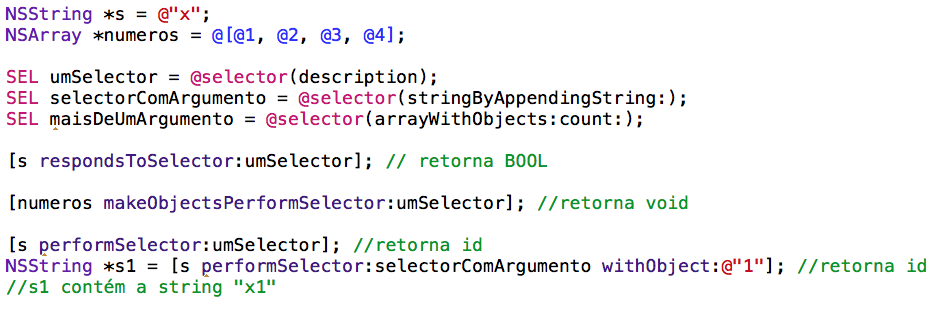 NSString *s = @"x";
NSArray *numeros = @[@1, @2, @3, @4];
SEL umSelector = @selector(description);
SEL selectorComArgumento = @selector(stringByAppendingString:);
SEL maisDeUmArgumento = @selector(arrayWithObjects:count:);
[s respondsToSelector:umSelector]; // retorna BOOL
[numeros makeObjectsPerformSelector:umSelector]; //retorna void
[s performSelector:umSelector]; //retorna id
NSString *s1 = [s performSelector:selectorComArgumento withObject:@"1"]; //retorna id
//s1 contém a string "x1"